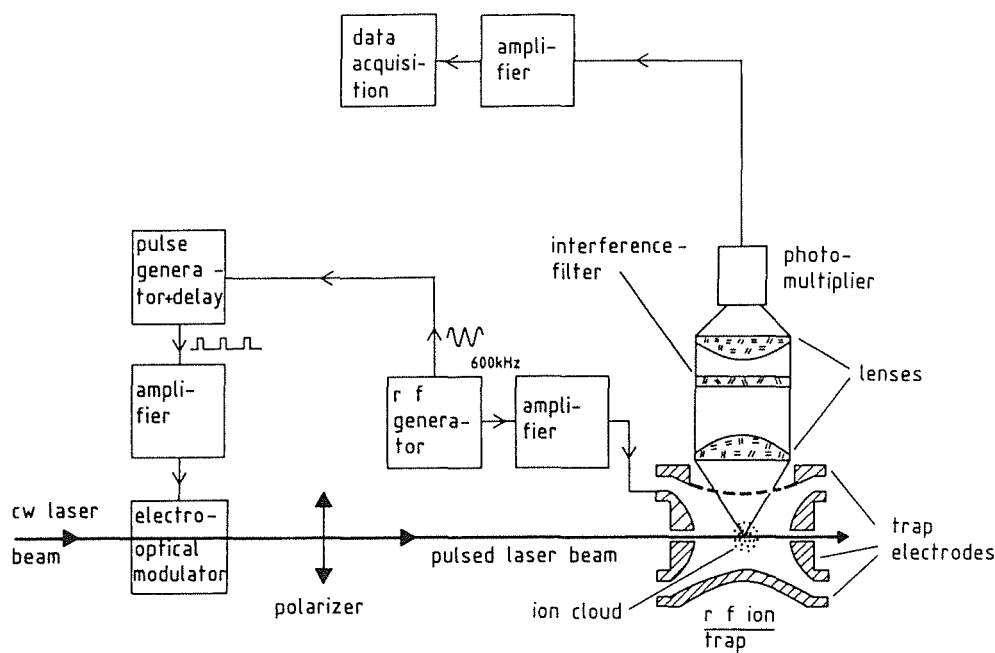 data
acquisi-
tion
ampli-
fier
pulse
genera-
tor+delay
interference-
filter
photo-
multiplier
600kHz
ampli-
fier
r f
genera-
tor
ampli-
fier
lenses
cw laser
beam
electro-
optical
modulator
polarizer
pulsed laser beam
ion cloud
trap
electrodes
r f ion
trap